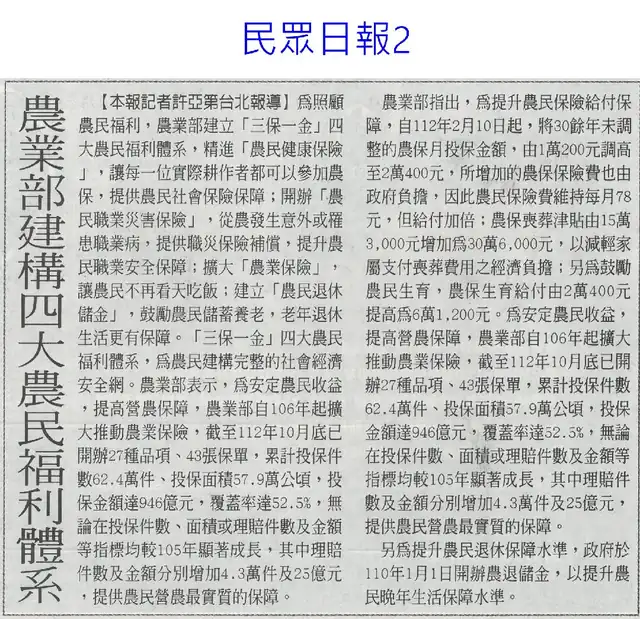 民眾日報2
農業部建構四大農民福利體系
【本報記者許亞第台北報導】為照顧
農民福利，農業部建立「三保一金」四
大農民福利體系，精進「農民健康保險
」，讓每一位實際耕作者都可以參加農
保，提供農民社會保險保障；開辦「農
民職業災害保險」，從農發生意外或罹
患職業病，提供職災保險補償，提升農
民職業安全保障；擴大「農業保險」，
讓農民不再看天吃飯；建立「農民退休
儲金」，鼓勵農民儲蓄養老，老年退休
生活更有保障。「三保一金」四大農民
福利體系，為農民建構完整的社會經濟
安全網。農業部表示，為安定農民收益
，提高營農保障，農業部自106年起擴
大推動農業保險，截至112年10月底已
開辦27種品項、43張保單，累計投保件
數62.4萬件、投保面積57.9萬公頃，投
保金額達946億元，覆蓋率達52.5%，無
論在投保件數、面積或理賠件數及金額
等指標均較105年顯著成長，其中理賠
件數及金額分別增加4.3萬件及25億元
，提供農民營農最實質的保障。
農業部指出，為提升農民保險給付保
障，自112年2月10日起，將30餘年未調
整的農保月投保金額，由1萬200元調高
至2萬400元，所增加的農保保險費也由
政府負擔，因此農民保險費維持每月78
元，但給付加倍；農保喪葬津貼由15萬
3,000元增加為30萬6,000元，以減輕家
屬支付喪葬費用之經濟負擔；另為鼓勵
農民生育，農保生育給付由2萬400元
提高為6萬1,200元。為安定農民收益，
提高營農保障，農業部自106年起擴大
推動農業保險，截至112年10月底已開
辦27種品項、43張保單，累計投保件數
62.4萬件、投保面積57.9萬公頃，投保
金額達946億元，覆蓋率達52.5%，無論
在投保件數、面積或理賠件數及金額等
指標均較105年顯著成長，其中理賠件
數及金額分別增加4.3萬件及25億元，
提供農民營農最實質的保障。
另為提升農民退休保障水準，政府於
110年1月1日開辦農退儲金，以提升農
民晚年生活保障水準。